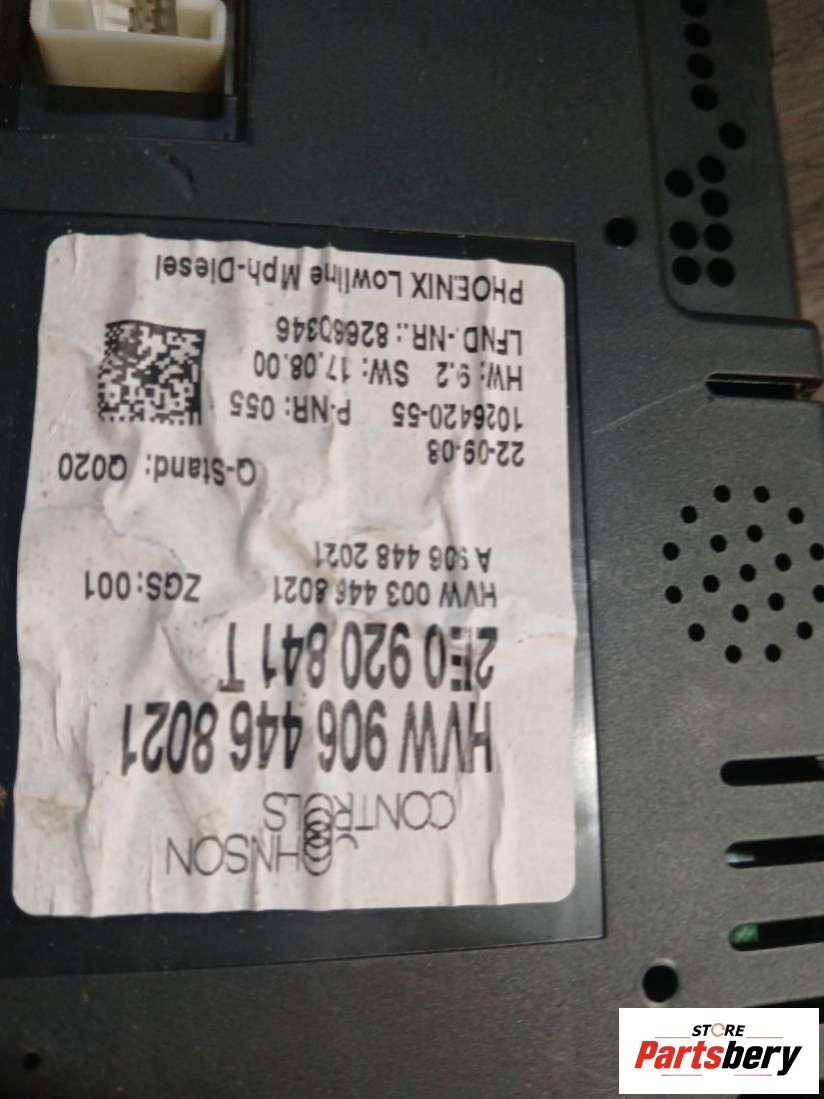 JOHNSON
CONTROLS
HVW 906 446 8021
2E0 920 841 T
HVW 003 446 8021 ZGS:001
A 906 448 2021
Q-Stand: Q020
22-09-08
1026420-55 P-NR: 055
HW: 9.2 SW: 17.08.00
LFND.-NR.: 82680346
PHOENIX Lowline Mph-Diesel
STORE
Partsbery